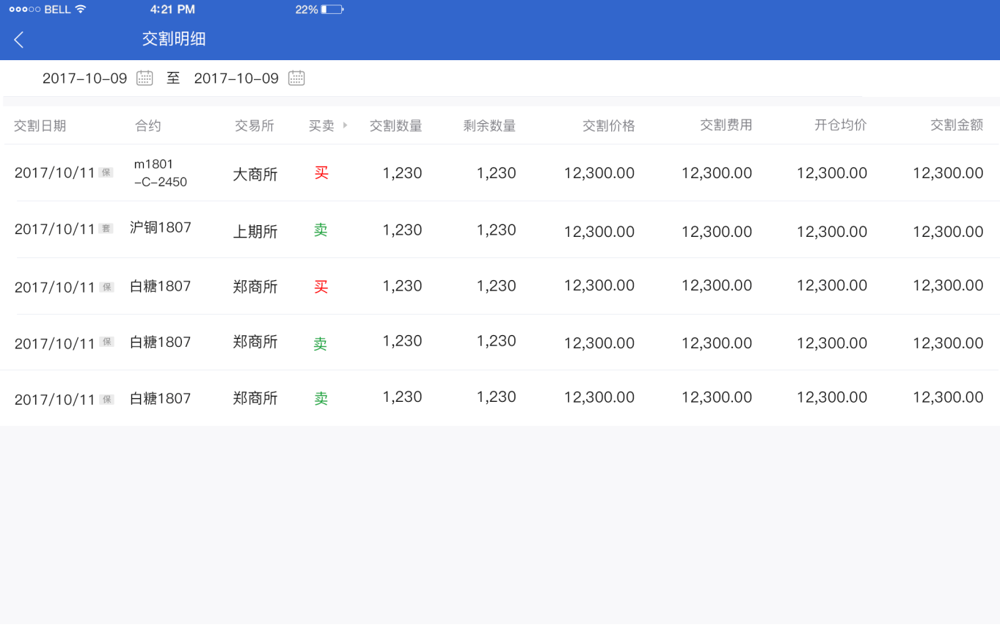 BELL 4:21 PM 22%
交割明细
2017-10-09 至 2017-10-09
交割日期 合约 交易所 买卖 交割数量 剩余数量 交割价格 交割费用 开仓均价 交割金额
2017/10/11 保 m1801 -C-2450 大商所 买 1,230 1,230 12,300.00 12,300.00 12,300.00 12,300.00
2017/10/11 套 沪铜1807 上期所 卖 1,230 1,230 12,300.00 12,300.00 12,300.00 12,300.00
2017/10/11 保 白糖1807 郑商所 买 1,230 1,230 12,300.00 12,300.00 12,300.00 12,300.00
2017/10/11 保 白糖1807 郑商所 卖 1,230 1,230 12,300.00 12,300.00 12,300.00 12,300.00
2017/10/11 保 白糖1807 郑商所 卖 1,230 1,230 12,300.00 12,300.00 12,300.00 12,300.00